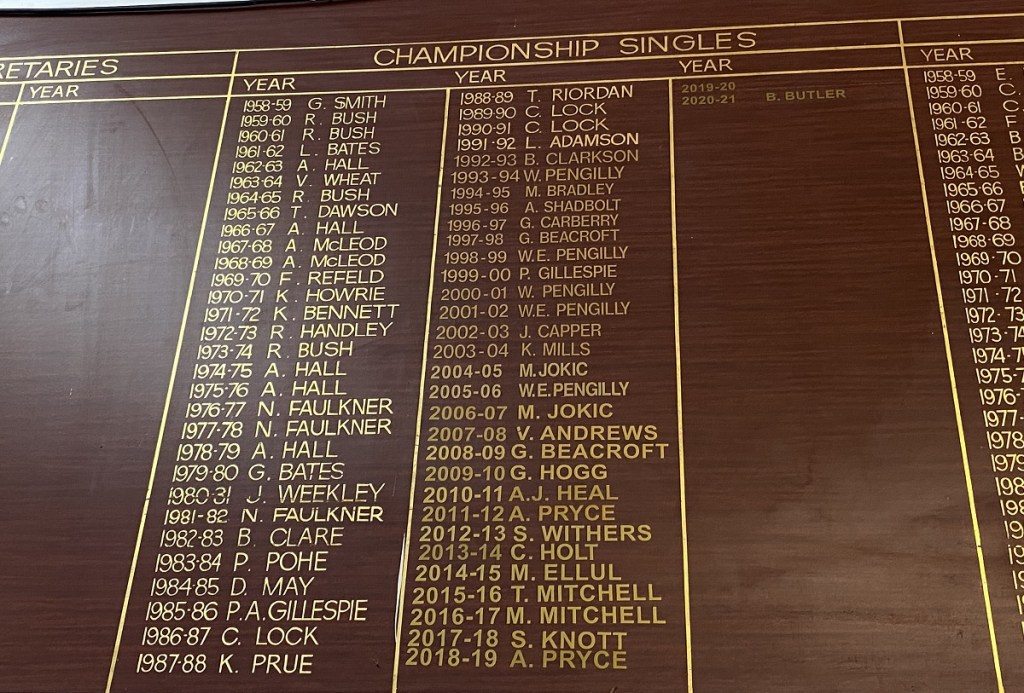 RETARIES
CHAMPIONSHIP SINGLES
YEAR
YEAR
1958-59 G. SMITH
1959-60 R. BUSH
1960-61 R. BUSH
1961-62 L. BATES
1962-63 A. HALL
1963-64 V. WHEAT
1964-65 R. BUSH
1965-66 T. DAWSON
1966-67 A. HALL
1967-68 A. McLEOD
1968-69 A. McLEOD
1969-70 F. REFELD
1970-71 K. HOWRIE
1971-72 K. BENNETT
1972-73 R. HANDLEY
1973-74 R. BUSH
1974-75 A. HALL
1975-76 A. HALL
1976-77 N. FAULKNER
1977-78 N. FAULKNER
1978-79 A. HALL
1979-80 G. BATES
1980-31 J. WEEKLEY
1981-82 N. FAULKNER
1982-83 B. CLARE
1983-84 P. POHE
1984-85 D. MAY
1985-86 P.A.GILLESPIE
1986-87 C. LOCK
1987-88 K. PRUE
YEAR
1988-89 T. RIORDAN
1989-90 C. LOCK
1990-91 C. LOCK
1991-92 L. ADAMSON
1992-93 B. CLARKSON
1993-94 W. PENGILLY
1994-95 M. BRADLEY
1995-96 A. SHADBOLT
1996-97 G. CARBERRY
1997-98 G. BEACROFT
1998-99 W.E. PENGILLY
1999-00 P. GILLESPIE
2000-01 W. PENGILLY
2001-02 W.E. PENGILLY
2002-03 J. CAPPER
2003-04 K. MILLS
2004-05 M. JOKIC
2005-06 W.E. PENGILLY
2006-07 M. JOKIC
2007-08 V. ANDREWS
2008-09 G. BEACROFT
2009-10 G. HOGG
2010-11 A.J. HEAL
2011-12 A. PRYCE
2012-13 S. WITHERS
2013-14 C. HOLT
2014-15 M. ELLUL
2015-16 T. MITCHELL
2016-17 M. MITCHELL
2017-18 S. KNOTT
2018-19 A. PRYCE
YEAR
2019-20
2020-21 B. BUTLER
YEAR
1958-59 E.
1959-60 C.
1960-61 C.
1961-62 F
1962-63 B
1963-64 B
1964-65
1965-66
1966-67
1967-68
1968-69
1969-70
1970-71
1971-72
1972-73
1973-74